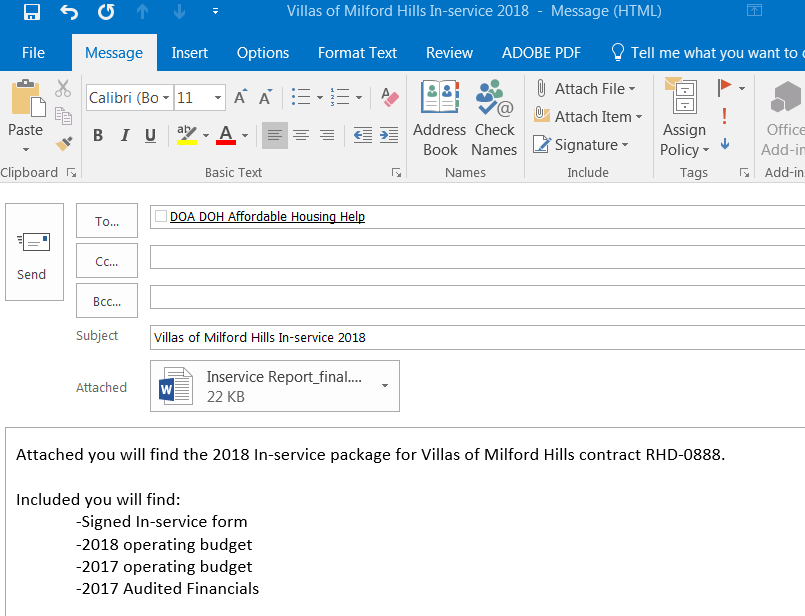 Villas of Milford Hills In-service 2018 - Message (HTML)
File Message Insert Options Format Text Review ADOBE PDF Tell me what you want to
Calibri (Bo 11
Paste
B I U ab A
Address Book
Check Names
Attach File
Attach Item
Signature
Assign Policy
Office
Add-in
Clipboard Basic Text Names Include Tags Add-in
Send
To... DOA DOH Affordable Housing Help
Cc...
Bcc...
Subject Villas of Milford Hills In-service 2018
Attached Inservice Report_final....
22 KB
Attached you will find the 2018 In-service package for Villas of Milford Hills contract RHD-0888.
Included you will find:
-Signed In-service form
-2018 operating budget
-2017 operating budget
-2017 Audited Financials